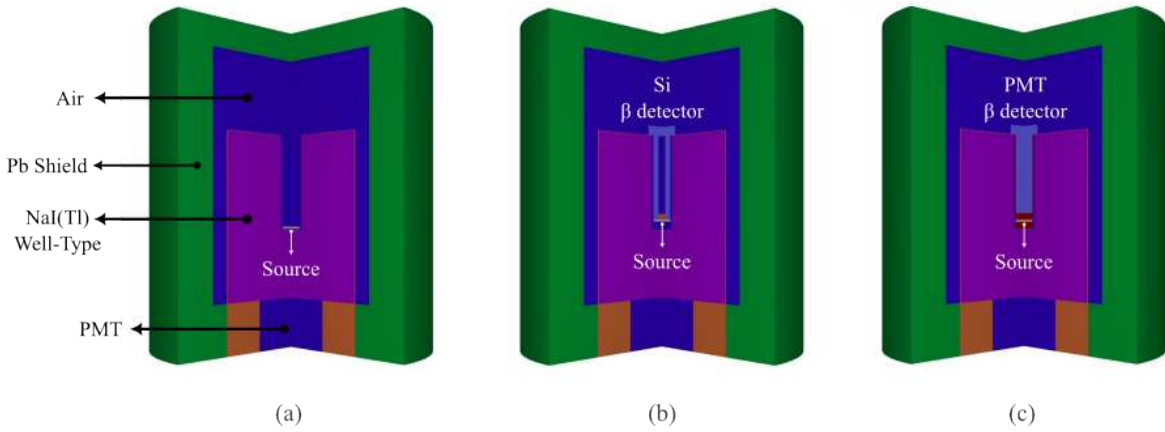 Air
Pb Shield
NaI(Tl)
Well-Type
Source
PMT
(a)
Si
β detector
Source
(b)
PMT
β detector
Source
(c)